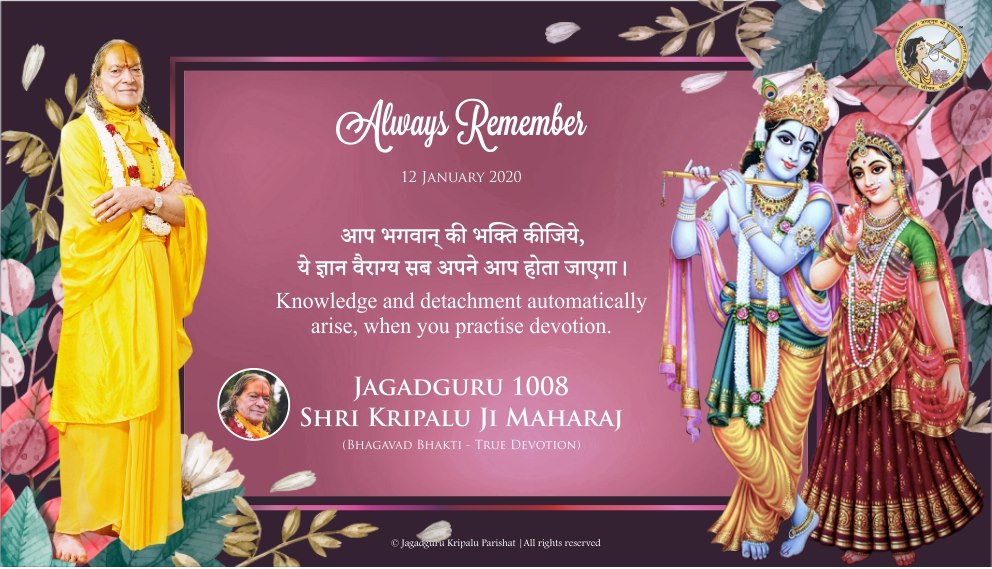 Always Remember
12 January 2020
आप भगवान् की भक्ति कीजिये,
ये ज्ञान वैराग्य सब अपने आप होता जाएगा।
Knowledge and detachment automatically
arise, when you practise devotion.
Jagadguru 1008
Shri Kripalu Ji Maharaj
(Bhagavad Bhakti - True Devotion)
© Jagadguru Kripalu Parishat | All rights reserved